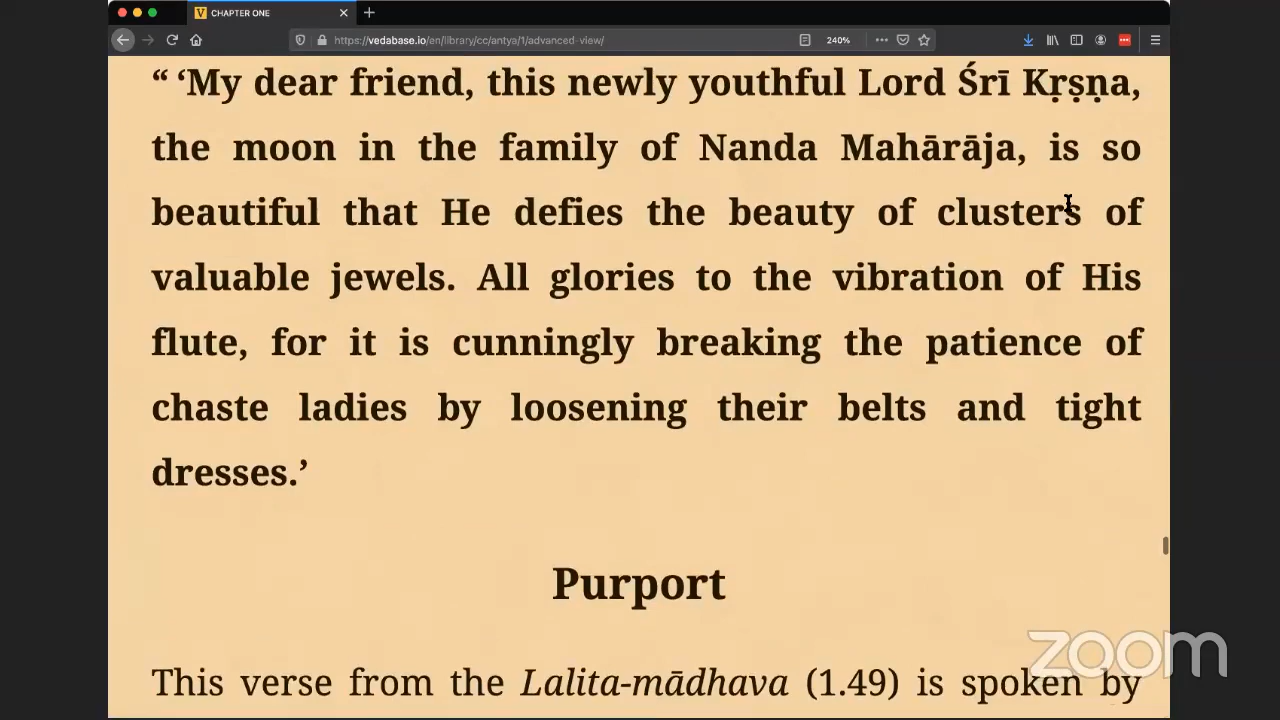 CHAPTER ONE
https://vedabase.io/en/library/cc/antya/1/advanced-view/
240%
“ ‘My dear friend, this newly youthful Lord Śrī Kṛṣṇa,
the moon in the family of Nanda Mahārāja, is so
beautiful that He defies the beauty of clusters of
valuable jewels. All glories to the vibration of His
flute, for it is cunningly breaking the patience of
chaste ladies by loosening their belts and tight
dresses.’
Purport
This verse from the Lalita-mādhava (1.49) is spoken by
zoom